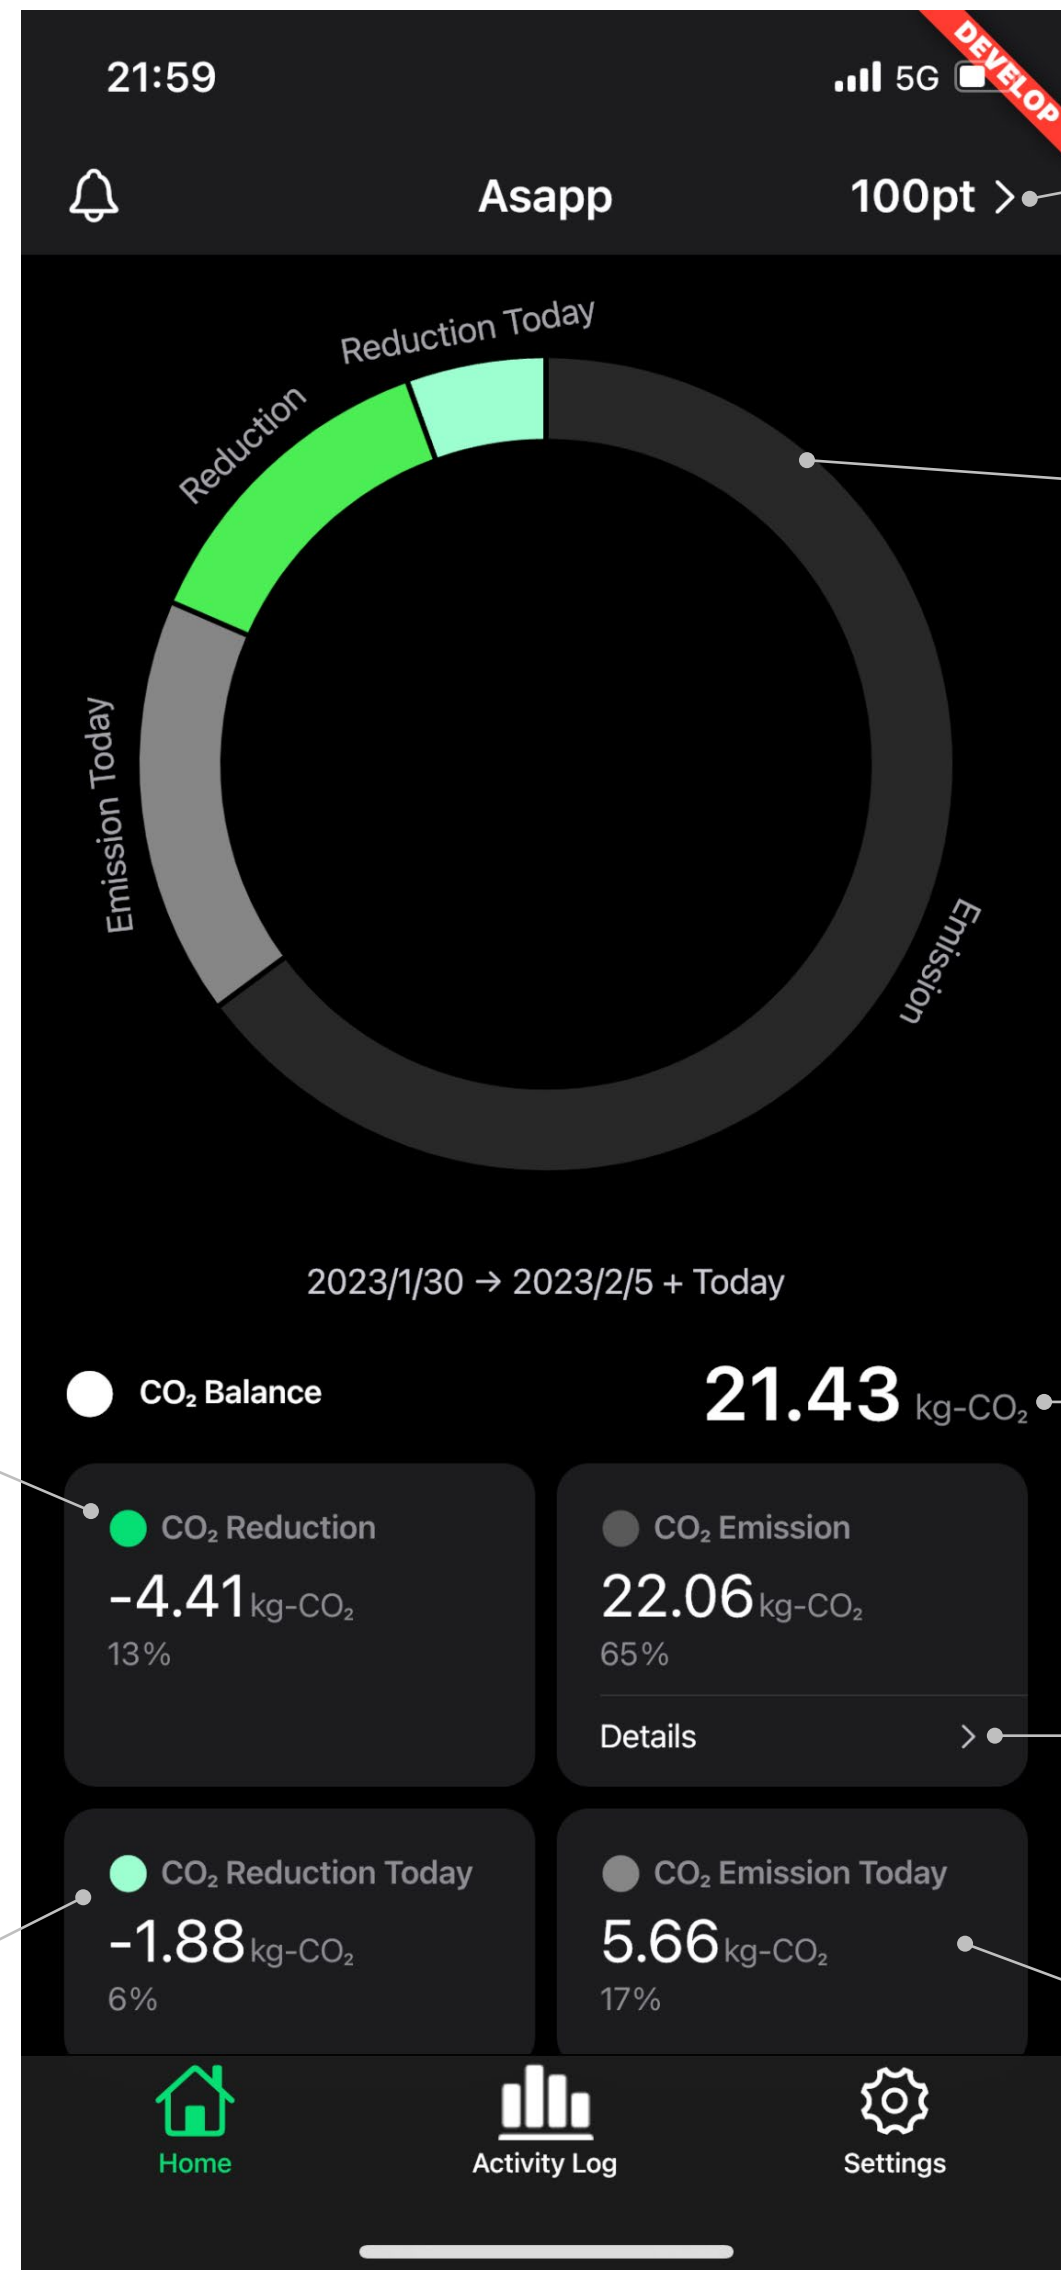 21:59
5G
DEVELOP
Asapp
100pt
Reduction Today
Reduction
Emission Today
Emission
2023/1/30 → 2023/2/5 + Today
CO₂ Balance
21.43 kg-CO₂
CO₂ Reduction
-4.41 kg-CO₂
13%
CO₂ Emission
22.06 kg-CO₂
65%
Details
CO₂ Reduction Today
-1.88 kg-CO₂
6%
CO₂ Emission Today
5.66 kg-CO₂
17%
Home
Activity Log
Settings